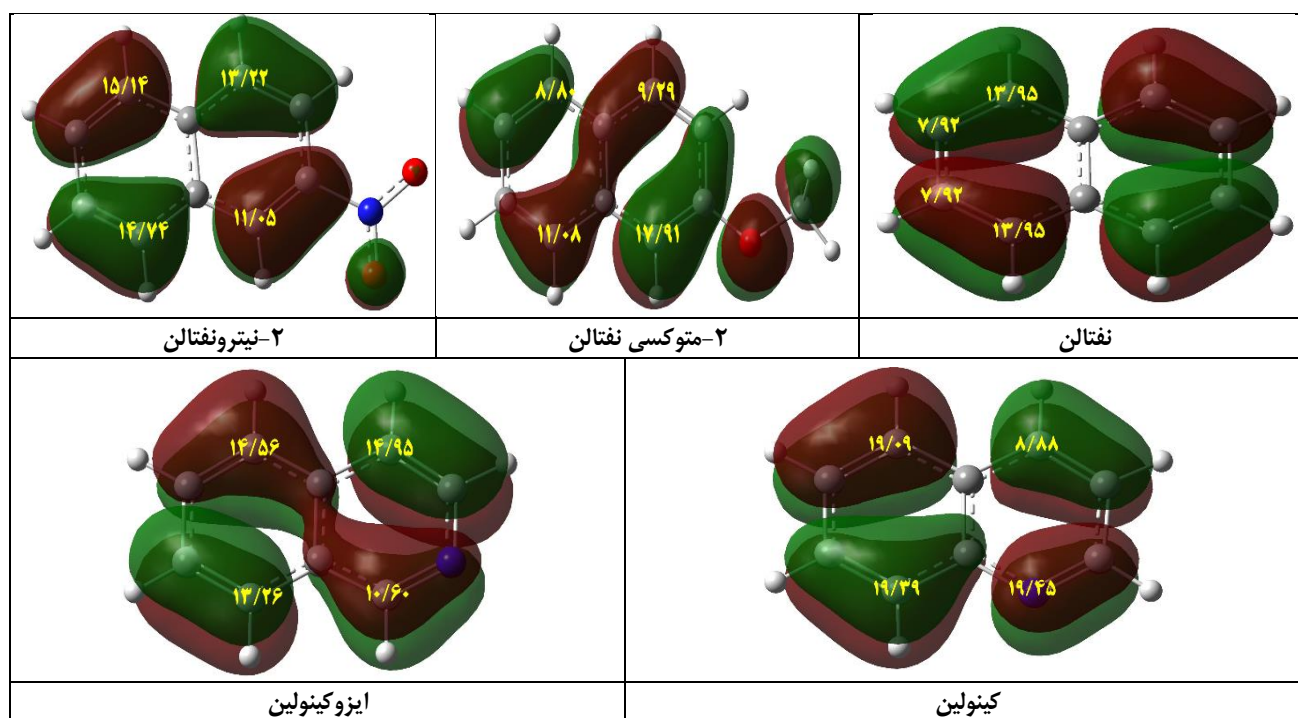 ۱۵/۱۴ ۱۳/۲۲
۱۴/۷۴ ۱۱/۰۵
۲-نیترونفتالن
۸/۸۰ ۹/۲۹
۱۱/۰۸ ۱۷/۹۱
۲-متوکسی نفتالن
۱۳/۹۵
۷/۹۲
۷/۹۲
۱۳/۹۵
نفتالن
۱۴/۵۶ ۱۴/۹۵
۱۳/۲۶ ۱۰/۶۰
ایزوکینولین
۱۹/۰۹ ۸/۸۸
۱۹/۳۹ ۱۹/۴۵
کینولین